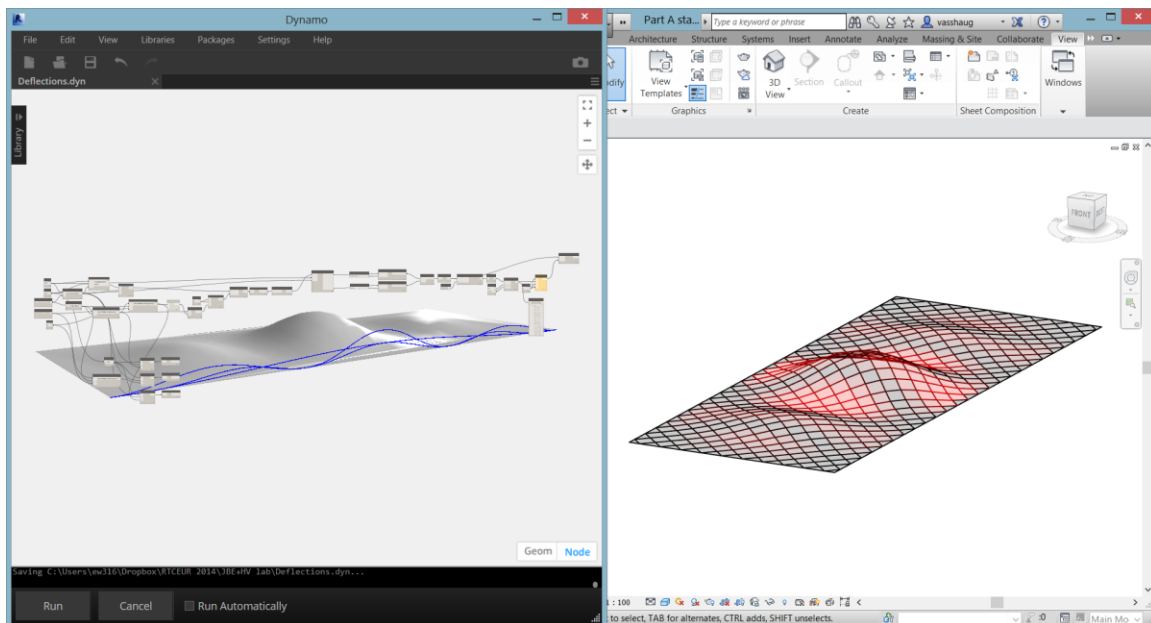 Dynamo
File Edit View Libraries Packages Settings Help
Deflections.dyn
Library
Geom Node
Saving C:\Users\ew316\Dropbox\RTCEUR 2014\JBE+HV lab\Deflections.dyn...
Run Cancel Run Automatically
Part A sta...
Type a keyword or phrase
vasshaug
Architecture Structure Systems Insert Annotate Analyze Massing & Site Collaborate View
dify
View Templates
3D View
Section
Callout
Windows
ect
Graphics
Create
Sheet Composition
FRONT
: 100
to select, TAB for alternates, CTRL adds, SHIFT unselects.
:0
Main Mo